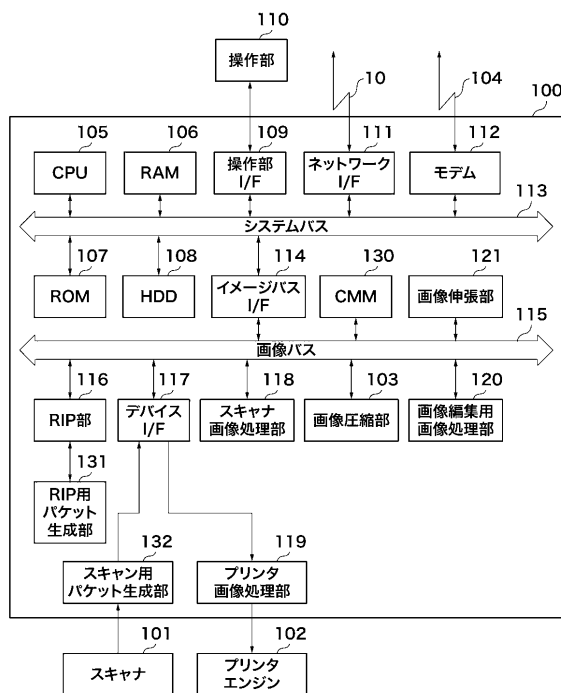 110
操作部
10
104
100
105
106
109
111
112
CPU
RAM
操作部
I/F
ネットワーク
I/F
モデム
113
システムバス
107
108
114
130
121
ROM
HDD
イメージバス
I/F
CMM
画像伸張部
115
画像バス
116
117
118
103
120
RIP部
デバイス
I/F
スキャナ
画像処理部
画像圧縮部
画像編集用
画像処理部
131
RIP用
パケット
生成部
132
119
スキャン用
パケット生成部
プリンタ
画像処理部
101
102
スキャナ
プリンタ
エンジン